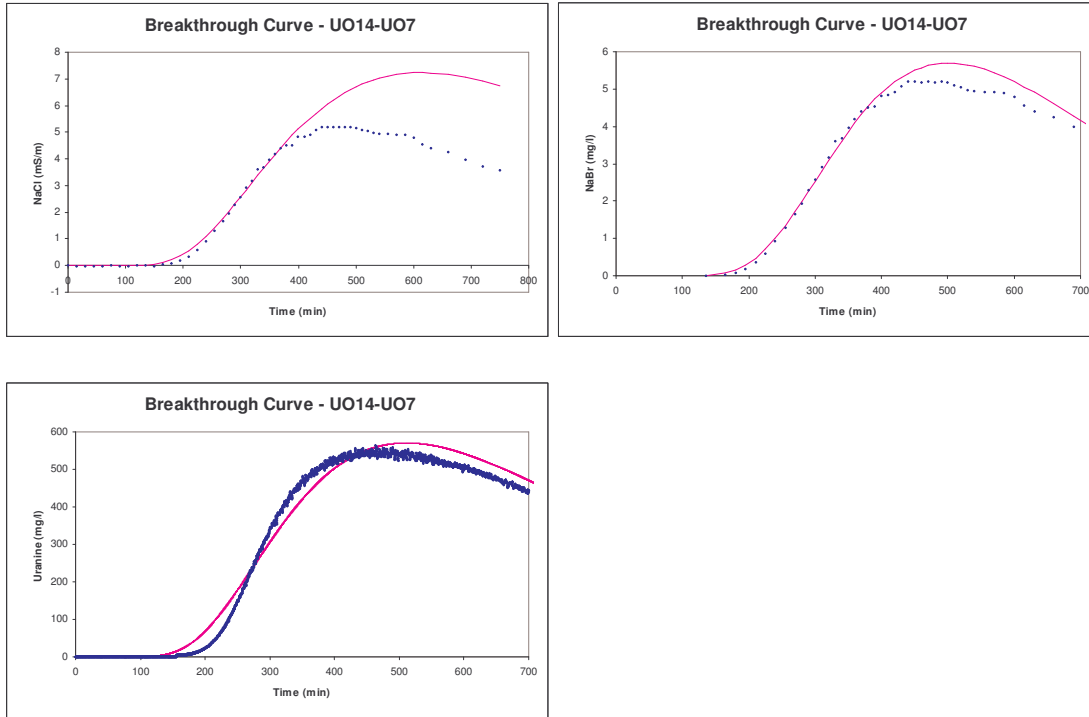 Breakthrough Curve - UO14-UO7
8
7
6
5
4
3
2
1
0
-1
0 100 200 300 400 500 600 700 800
NaCl (mS/m)
Time (min)
Breakthrough Curve - UO14-UO7
6
5
4
3
2
1
0
0 100 200 300 400 500 600 700
NaBr (mg/l)
Time (min)
Breakthrough Curve - UO14-UO7
600
500
400
300
200
100
0
0 100 200 300 400 500 600 700
Uranine (mg/l)
Time (min)